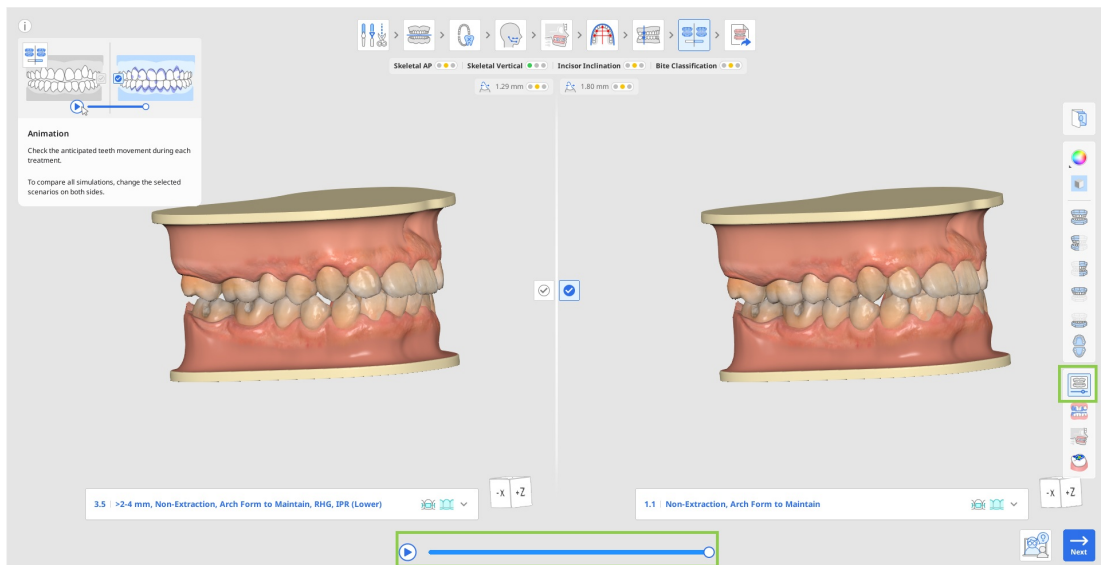 i
Skeletal AP Skeletal Vertical Incisor Inclination Bite Classification
1.29 mm 1.80 mm
Animation
Check the anticipated teeth movement during each
treatment.
To compare all simulations, change the selected
scenarios on both sides.
-X +Z
-X +Z
3.5 | >2-4 mm, Non-Extraction, Arch Form to Maintain, RHG, IPR (Lower)
1.1 | Non-Extraction, Arch Form to Maintain
Next